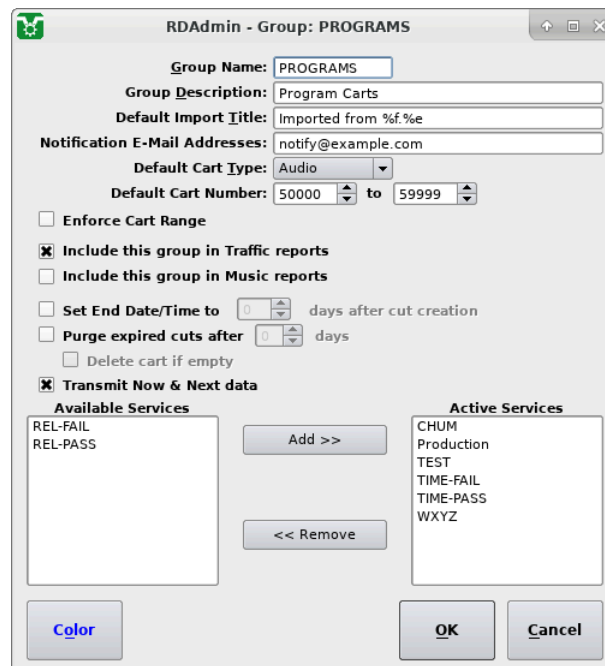 RDAdmin - Group: PROGRAMS
Group Name: PROGRAMS
Group Description: Program Carts
Default Import Title: Imported from %f.%e
Notification E-Mail Addresses: notify@example.com
Default Cart Type: Audio
Default Cart Number: 50000 to 59999
Enforce Cart Range
Include this group in Traffic reports
Include this group in Music reports
Set End Date/Time to 0 days after cut creation
Purge expired cuts after 0 days
Delete cart if empty
Transmit Now & Next data
Available Services
REL-FAIL
REL-PASS
Add >>
<< Remove
Active Services
CHUM
Production
TEST
TIME-FAIL
TIME-PASS
WXYZ
Color
OK
Cancel